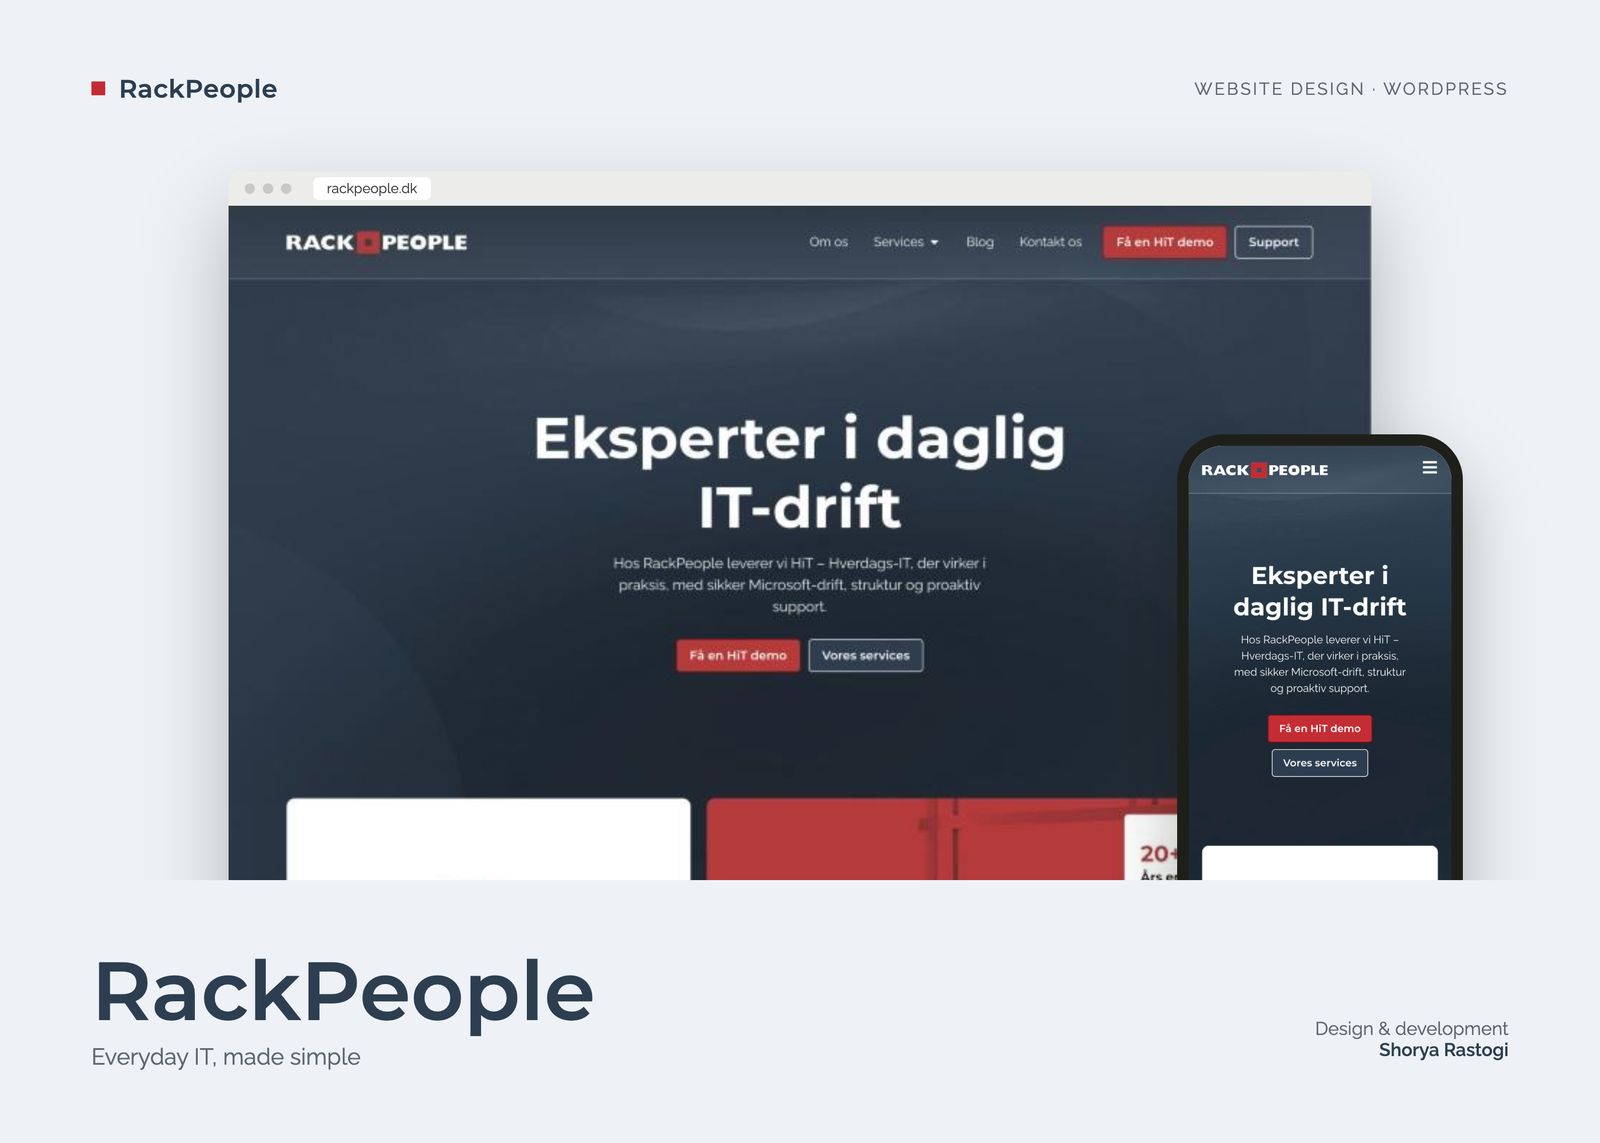 RackPeople
WEBSITE DESIGN · WORDPRESS
rackpeople.dk
RACK PEOPLE
Om os
Services
Blog
Kontakt os
Få en HiT demo
Support
Eksperter i daglig
IT-drift
Hos RackPeople leverer vi HiT – Hverdags-IT, der virker i
praksis, med sikker Microsoft-drift, struktur og proaktiv
support.
Få en HiT demo
Vores services
20+
Års
RACK PEOPLE
Eksperter i
daglig IT-drift
Hos RackPeople leverer vi HiT –
Hverdags-IT, der virker i praksis,
med sikker Microsoft-drift, struktur
og proaktiv support.
Få en HiT demo
Vores services
RackPeople
Everyday IT, made simple
Design & development
Shorya Rastogi